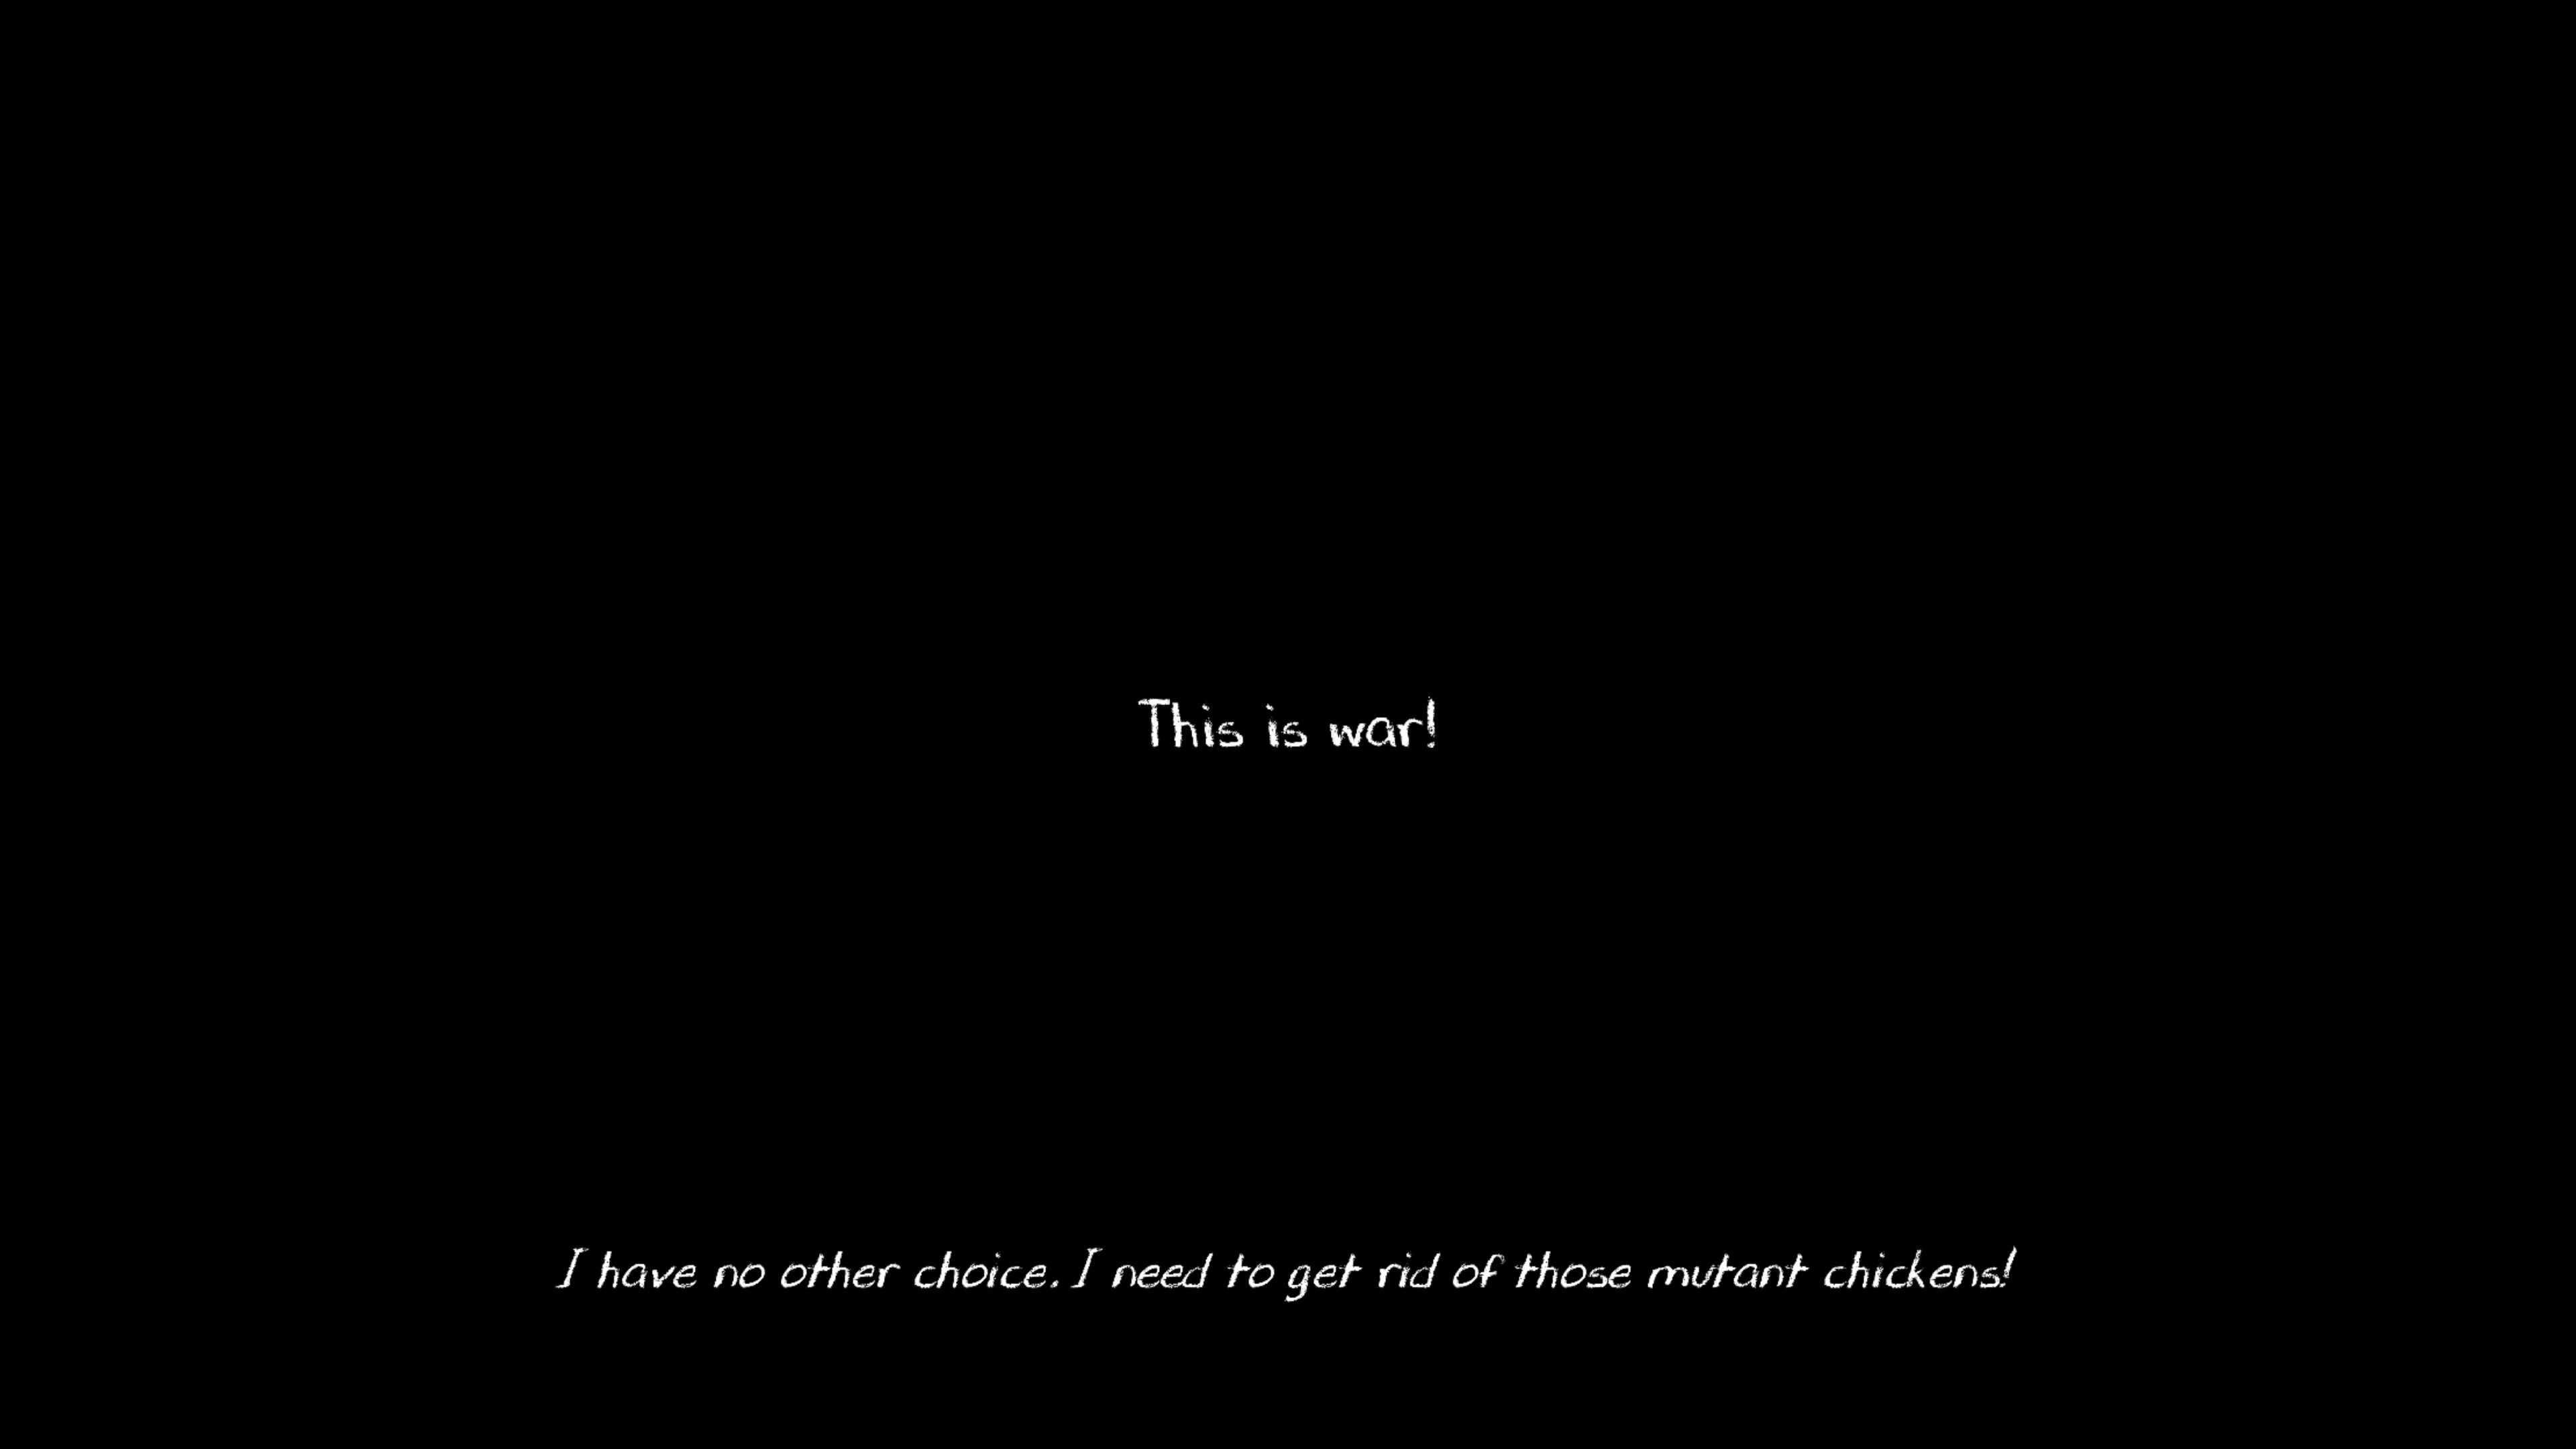 This is war!
I have no other choice. I need to get rid of those mutant chickens!